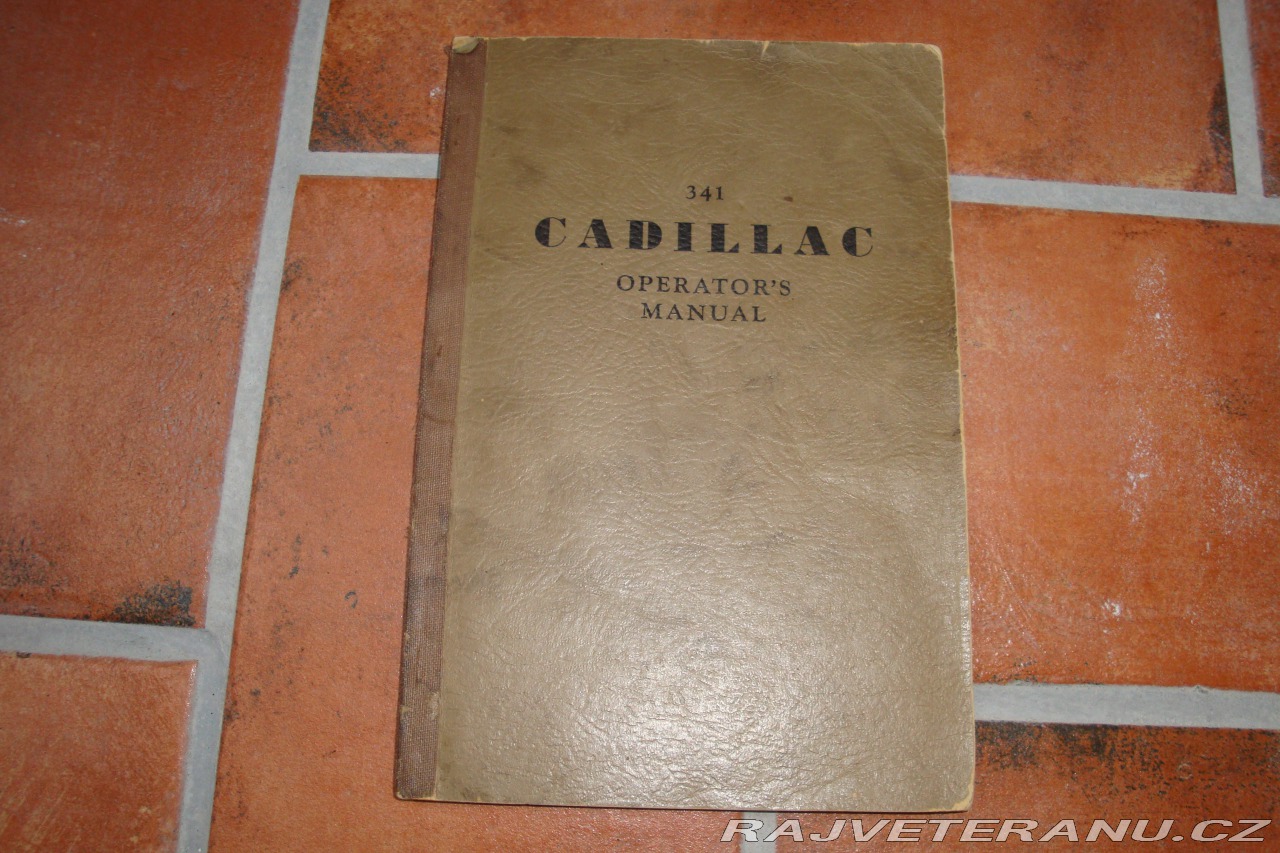 341
CADILLAC
OPERATOR'S
MANUAL
RAJVETERANU.CZ